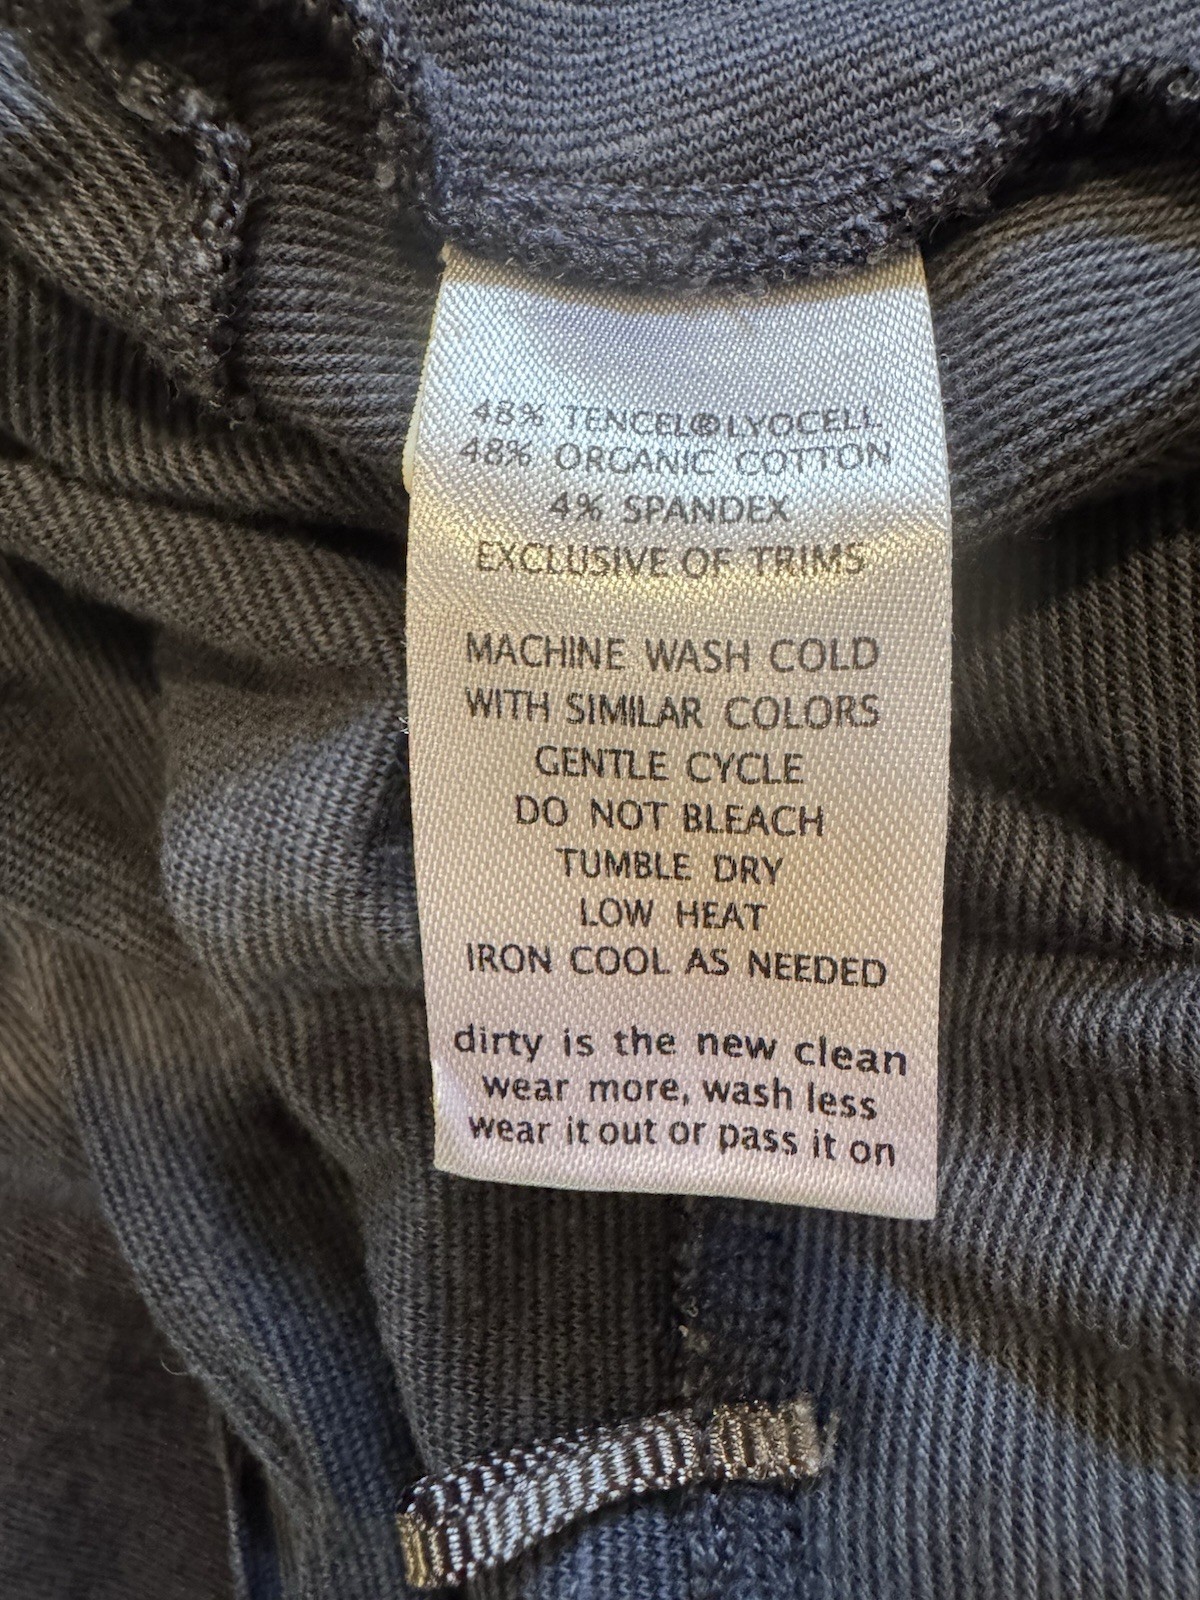 48% TENCEL® LYOCELL
48% ORGANIC COTTON
4% SPANDEX
EXCLUSIVE OF TRIMS
MACHINE WASH COLD
WITH SIMILAR COLORS
GENTLE CYCLE
DO NOT BLEACH
TUMBLE DRY
LOW HEAT
IRON COOL AS NEEDED
dirty is the new clean
wear more, wash less
wear it out or pass it on